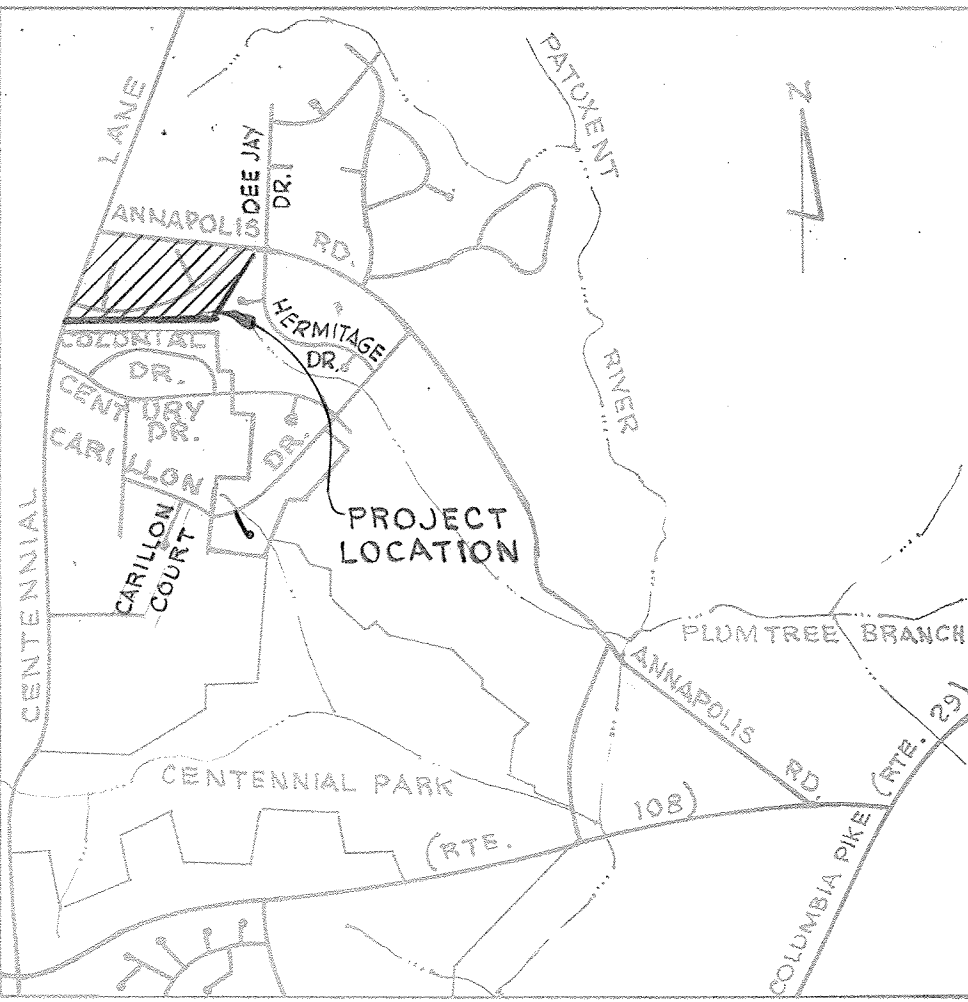 LANE
PATUXENT
N
DEE JAY
DR.
ANNAPOLIS
RD.
HERMITAGE
DR.
COLONIAL
DR.
CENTURY
DR.
RIVER
CARILLON
DR.
CARILLON
COURT
PROJECT
LOCATION
CENTENNIAL
PLUMTREE BRANCH
ANNAPOLIS
RD.
(RTE. 29)
CENTENNIAL PARK
(RTE.
108)
COLUMBIA PIKE